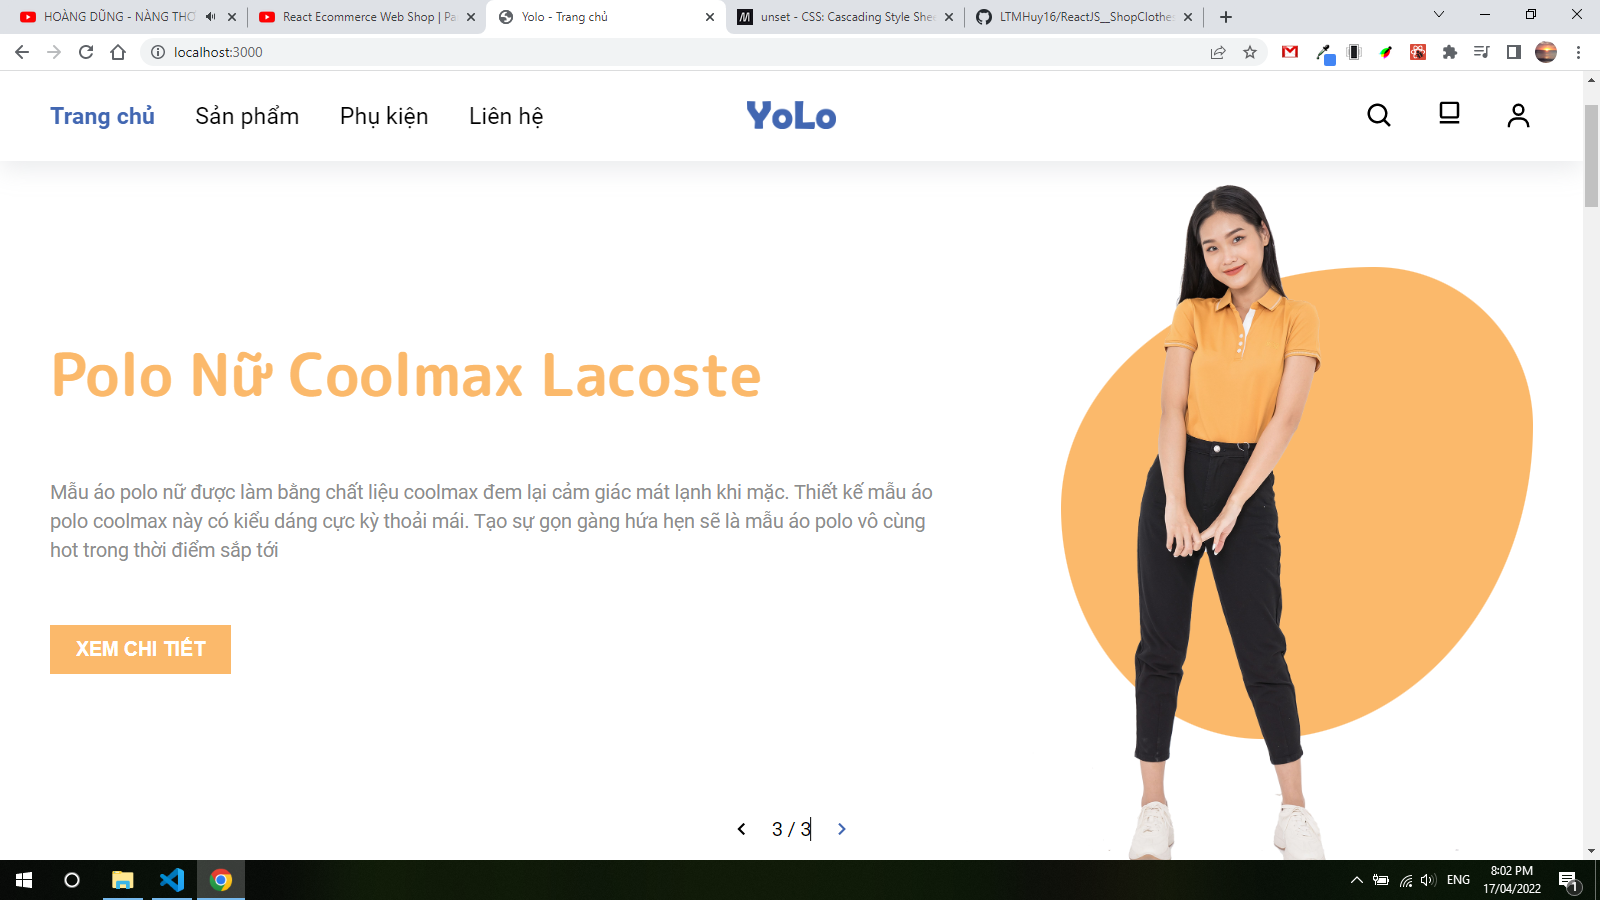 HOÀNG DŨNG - NÀNG THƠ
React Ecommerce Web Shop | Pa
Yolo - Trang chủ
unset - CSS: Cascading Style She
LTMHuy16/ReactJS__ShopClothe
localhost:3000
Trang chủ
Sản phẩm
Phụ kiện
Liên hệ
YoLo
Polo Nữ Coolmax Lacoste
Mẫu áo polo nữ được làm bằng chất liệu coolmax đem lại cảm giác mát lạnh khi mặc. Thiết kế mẫu áo
polo coolmax này có kiểu dáng cực kỳ thoải mái. Tạo sự gọn gàng hứa hẹn sẽ là mẫu áo polo vô cùng
hot trong thời điểm sắp tới
XEM CHI TIẾT
3 / 3
ENG
8:02 PM
17/04/2022
1